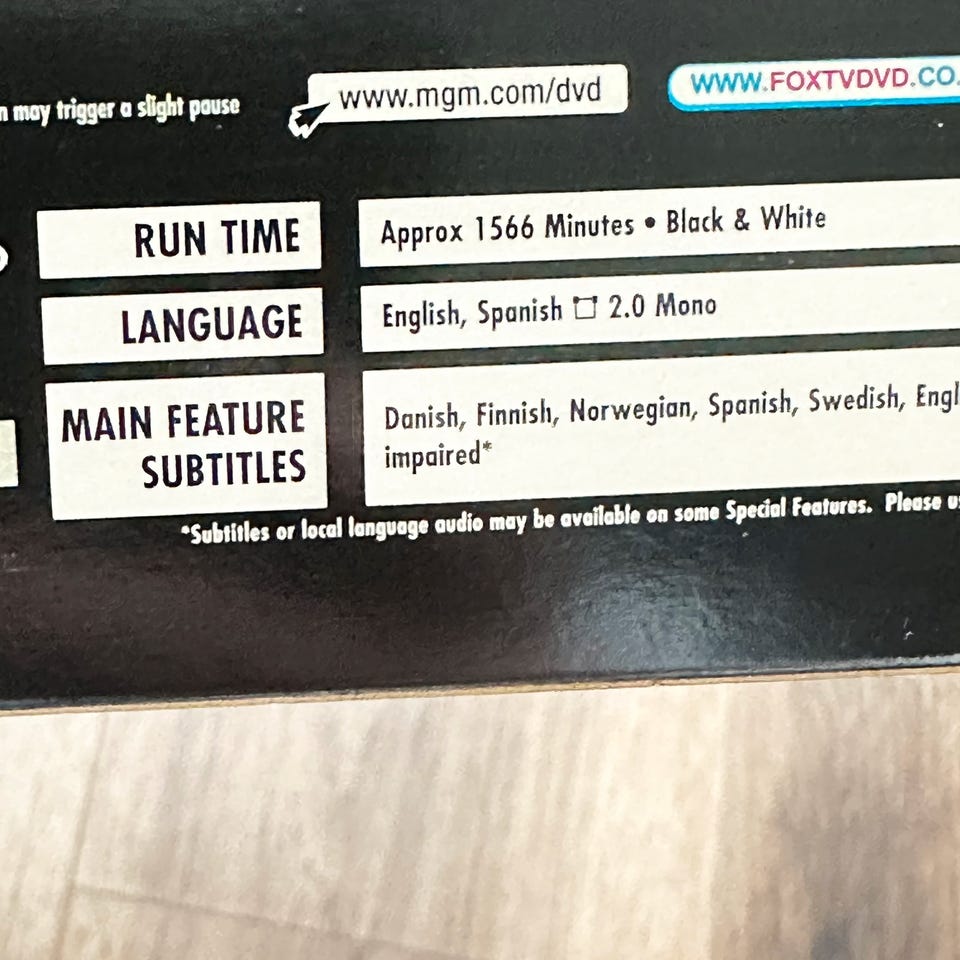 may trigger a slight pause
www.mgm.com/dvd
WWW.FOXTVDVD.CO.
RUN TIME
Approx 1566 Minutes • Black & White
LANGUAGE
English, Spanish 2.0 Mono
MAIN FEATURE
SUBTITLES
Danish, Finnish, Norwegian, Spanish, Swedish, Engl
impaired*
*Subtitles or local language audio may be available on some Special Features. Please us